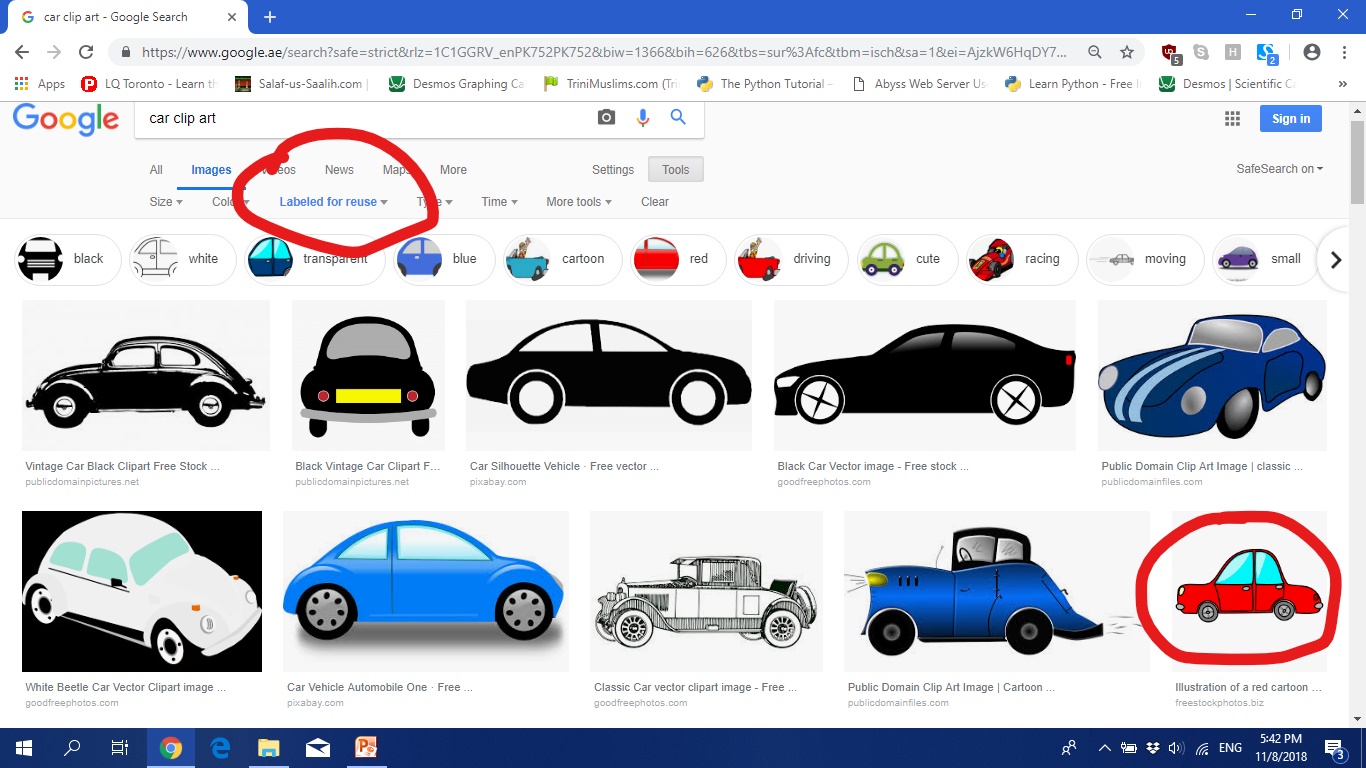 car clip art - Google Search
https://www.google.ae/search?safe=strict&rlz=1C1GGRV_enPK752PK752&biw=1366&bih=626&tbs=sur%3Afc&tbm=isch&sa=1&ei=AjzkW6HqDY7...
5
2
Apps LQ Toronto - Learn th Salaf-us-Saalih.com | Desmos Graphing Ca TriniMuslims.com (Tri The Python Tutorial – Abyss Web Server Us Learn Python - Free I Desmos | Scientific Ca »
Google car clip art Sign in
All Images News Maps More Settings Tools SafeSearch on
Size Labeled for reuse Time More tools Clear
black white transparent blue cartoon red driving cute racing moving small
Vintage Car Black Clipart Free Stock ... Black Vintage Car Clipart F... Car Silhouette Vehicle · Free vector ... Black Car Vector image - Free stock ... Public Domain Clip Art Image | classic ...
publicdomainpictures.net publicdomainpictures.net pixabay.com goodfreephotos.com publicdomainfiles.com
White Beetle Car Vector Clipart image ... Car Vehicle Automobile One · Free ... Classic Car vector clipart image - Free ... Public Domain Clip Art Image | Cartoon ... Illustration of a red cartoon ...
goodfreephotos.com pixabay.com goodfreephotos.com publicdomainfiles.com freestockphotos.biz
ENG 5:42 PM
11/8/2018 3